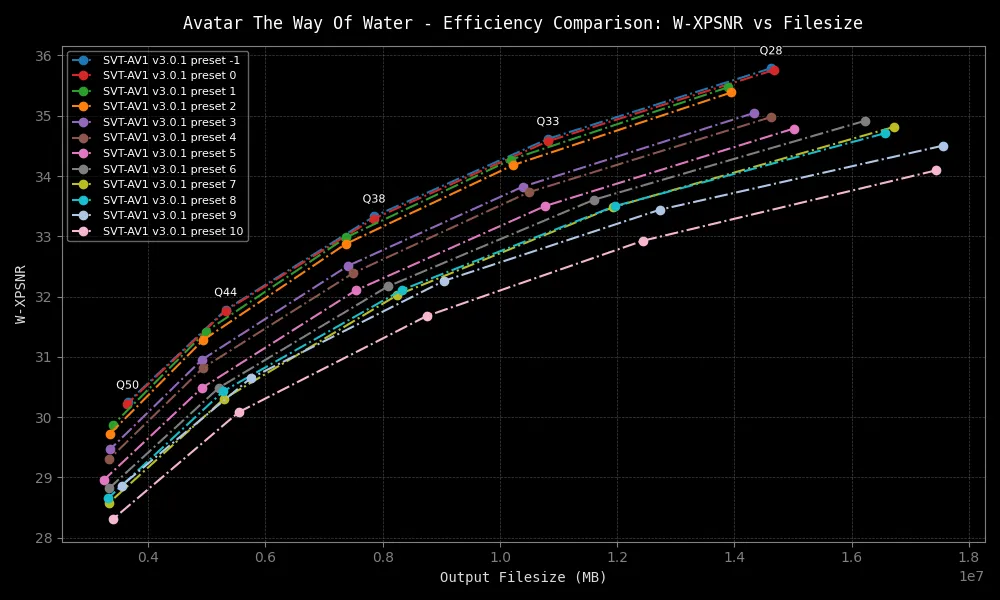 Avatar The Way Of Water - Efficiency Comparison: W-XPSNR vs Filesize
SVT-AV1 v3.0.1 preset -1
SVT-AV1 v3.0.1 preset 0
SVT-AV1 v3.0.1 preset 1
SVT-AV1 v3.0.1 preset 2
SVT-AV1 v3.0.1 preset 3
SVT-AV1 v3.0.1 preset 4
SVT-AV1 v3.0.1 preset 5
SVT-AV1 v3.0.1 preset 6
SVT-AV1 v3.0.1 preset 7
SVT-AV1 v3.0.1 preset 8
SVT-AV1 v3.0.1 preset 9
SVT-AV1 v3.0.1 preset 10
Q28
Q33
Q38
Q44
Q50
W-XPSNR
36
35
34
33
32
31
30
29
28
0.4 0.6 0.8 1.0 1.2 1.4 1.6 1.8
1e7
Output Filesize (MB)